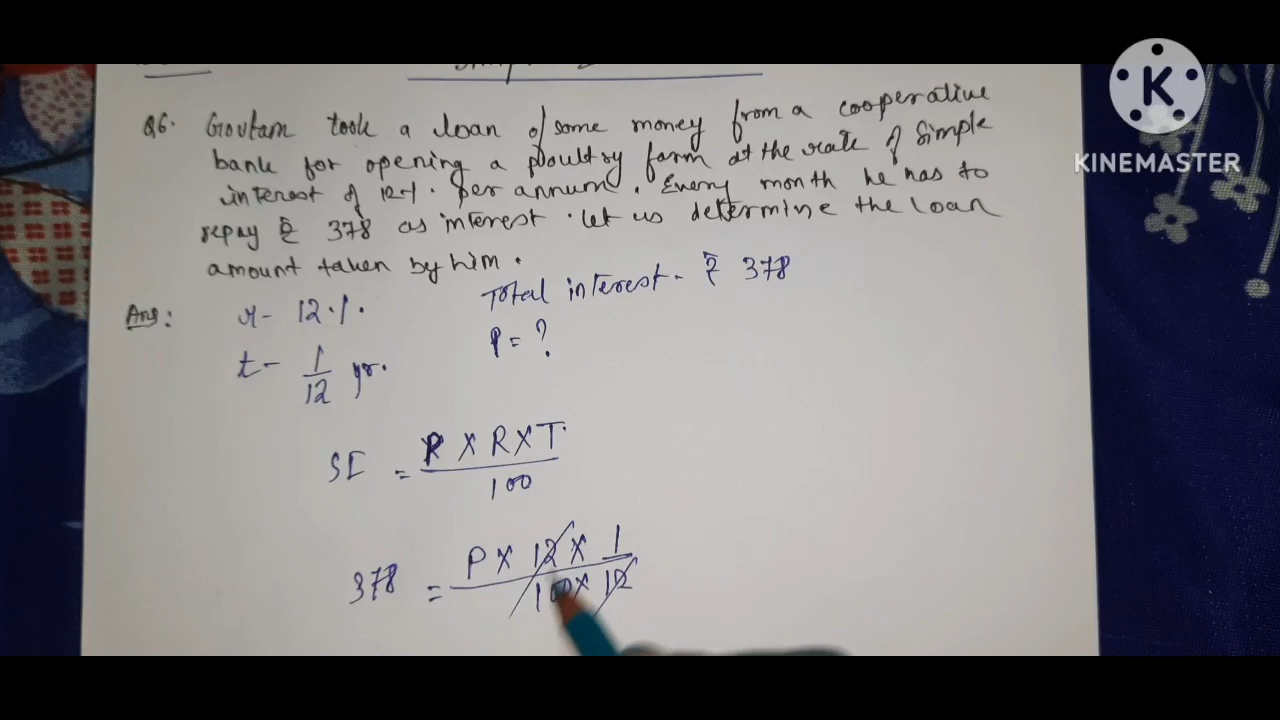 Q6. Goutam took a loan of some money from a cooperative
bank for opening a poultry farm at the rate of simple
interest of 12% per annum. Every month he has to
repay ₹ 378 as interest. Let us determine the loan
amount taken by him.
Ans: r - 12% Total interest - ₹ 378
t - 1/12 yr. P = ?
SI = P X R X T / 100
378 = P X 12 X 1 / 100 X 12
K
KINEMASTER